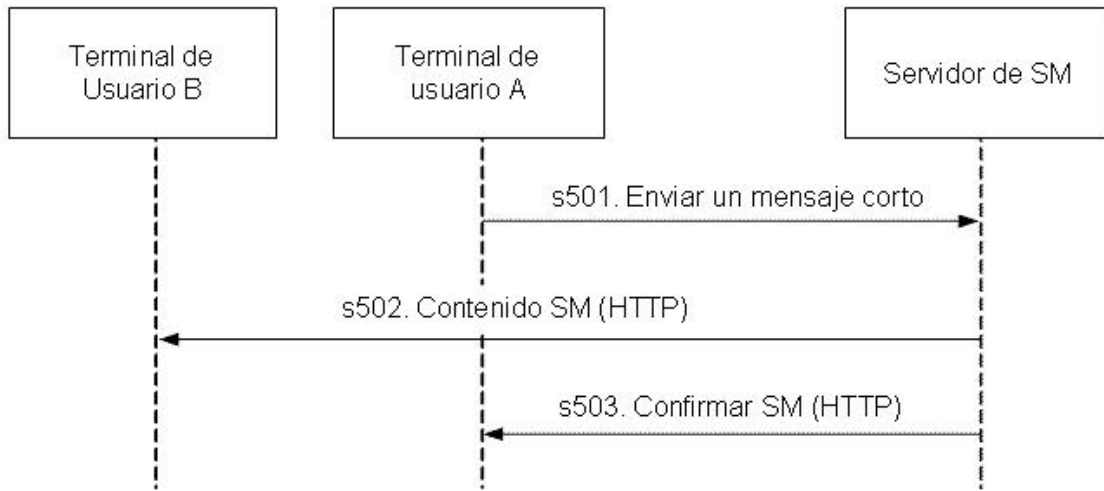 Terminal de
Usuario B
Terminal de
usuario A
Servidor de SM
s501. Enviar un mensaje corto
s502. Contenido SM (HTTP)
s503. Confirmar SM (HTTP)